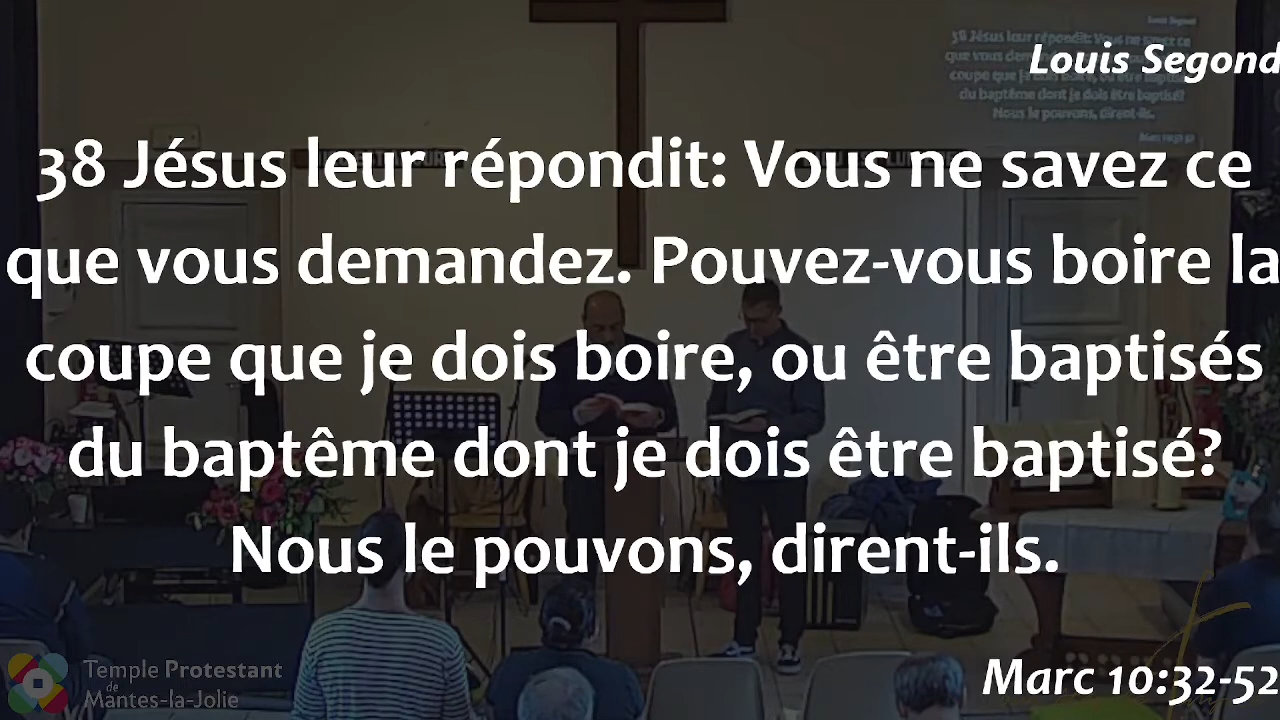 Louis Segond
38 Jésus leur répondit: Vous ne savez ce
que vous demandez. Pouvez-vous boire la
coupe que je dois boire, ou être baptisés
du baptême dont je dois être baptisé?
Nous le pouvons, dirent-ils.
Marc 10:32-52
Temple Protestant
de
Mantes-la-Jolie